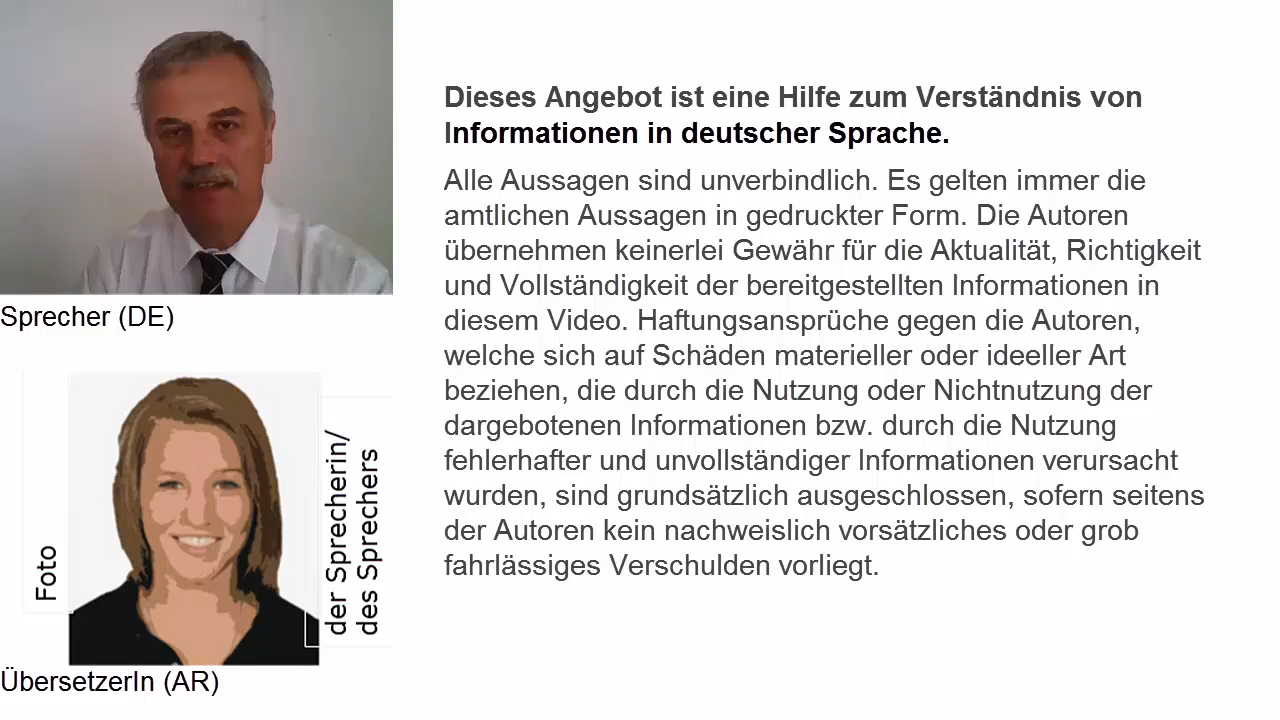 Dieses Angebot ist eine Hilfe zum Verständnis von
Informationen in deutscher Sprache.
Alle Aussagen sind unverbindlich. Es gelten immer die
amtlichen Aussagen in gedruckter Form. Die Autoren
übernehmen keinerlei Gewähr für die Aktualität, Richtigkeit
und Vollständigkeit der bereitgestellten Informationen in
diesem Video. Haftungsansprüche gegen die Autoren,
welche sich auf Schäden materieller oder ideeller Art
beziehen, die durch die Nutzung oder Nichtnutzung der
dargebotenen Informationen bzw. durch die Nutzung
fehlerhafter und unvollständiger Informationen verursacht
wurden, sind grundsätzlich ausgeschlossen, sofern seitens
der Autoren kein nachweislich vorsätzliches oder grob
fahrlässiges Verschulden vorliegt.
Sprecher (DE)
Foto
der Sprecherin/
des Sprechers
ÜbersetzerIn (AR)